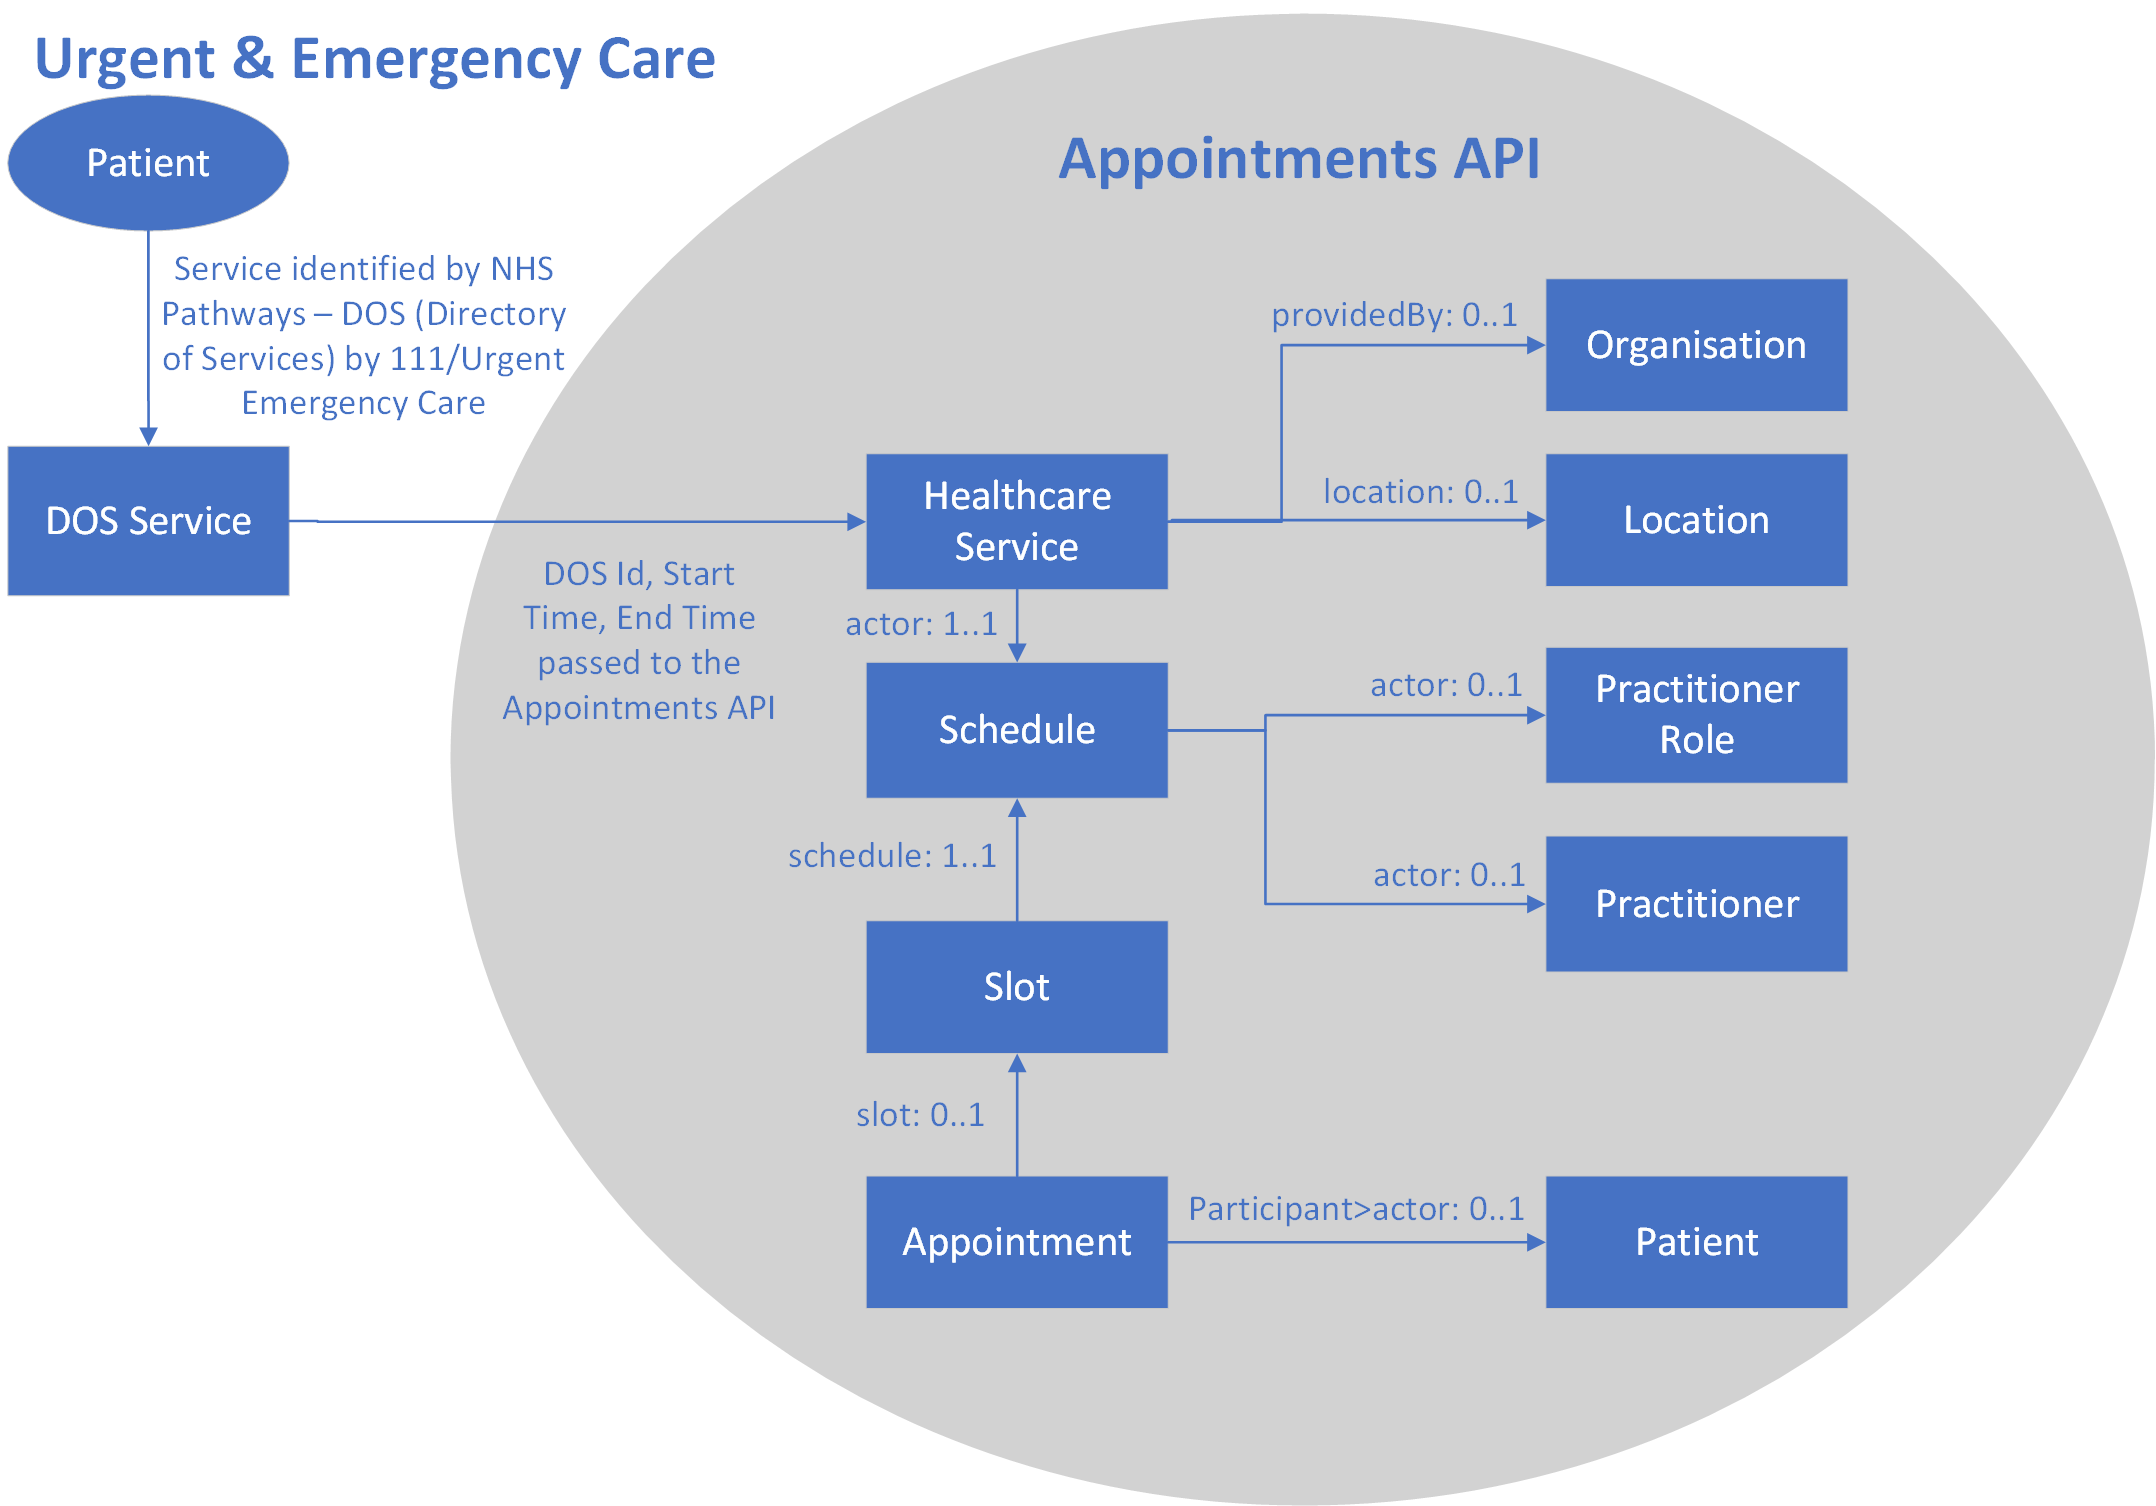 Urgent & Emergency Care
Patient
Service identified by NHS
Pathways – DOS (Directory
of Services) by 111/Urgent
Emergency Care
DOS Service
Appointments API
DOS Id, Start
Time, End Time
passed to the
Appointments API
Healthcare
Service
providedBy: 0..1
Organisation
location: 0..1
Location
actor: 1..1
Schedule
actor: 0..1
Practitioner
Role
actor: 0..1
Practitioner
schedule: 1..1
Slot
slot: 0..1
Appointment
Participant>actor: 0..1
Patient